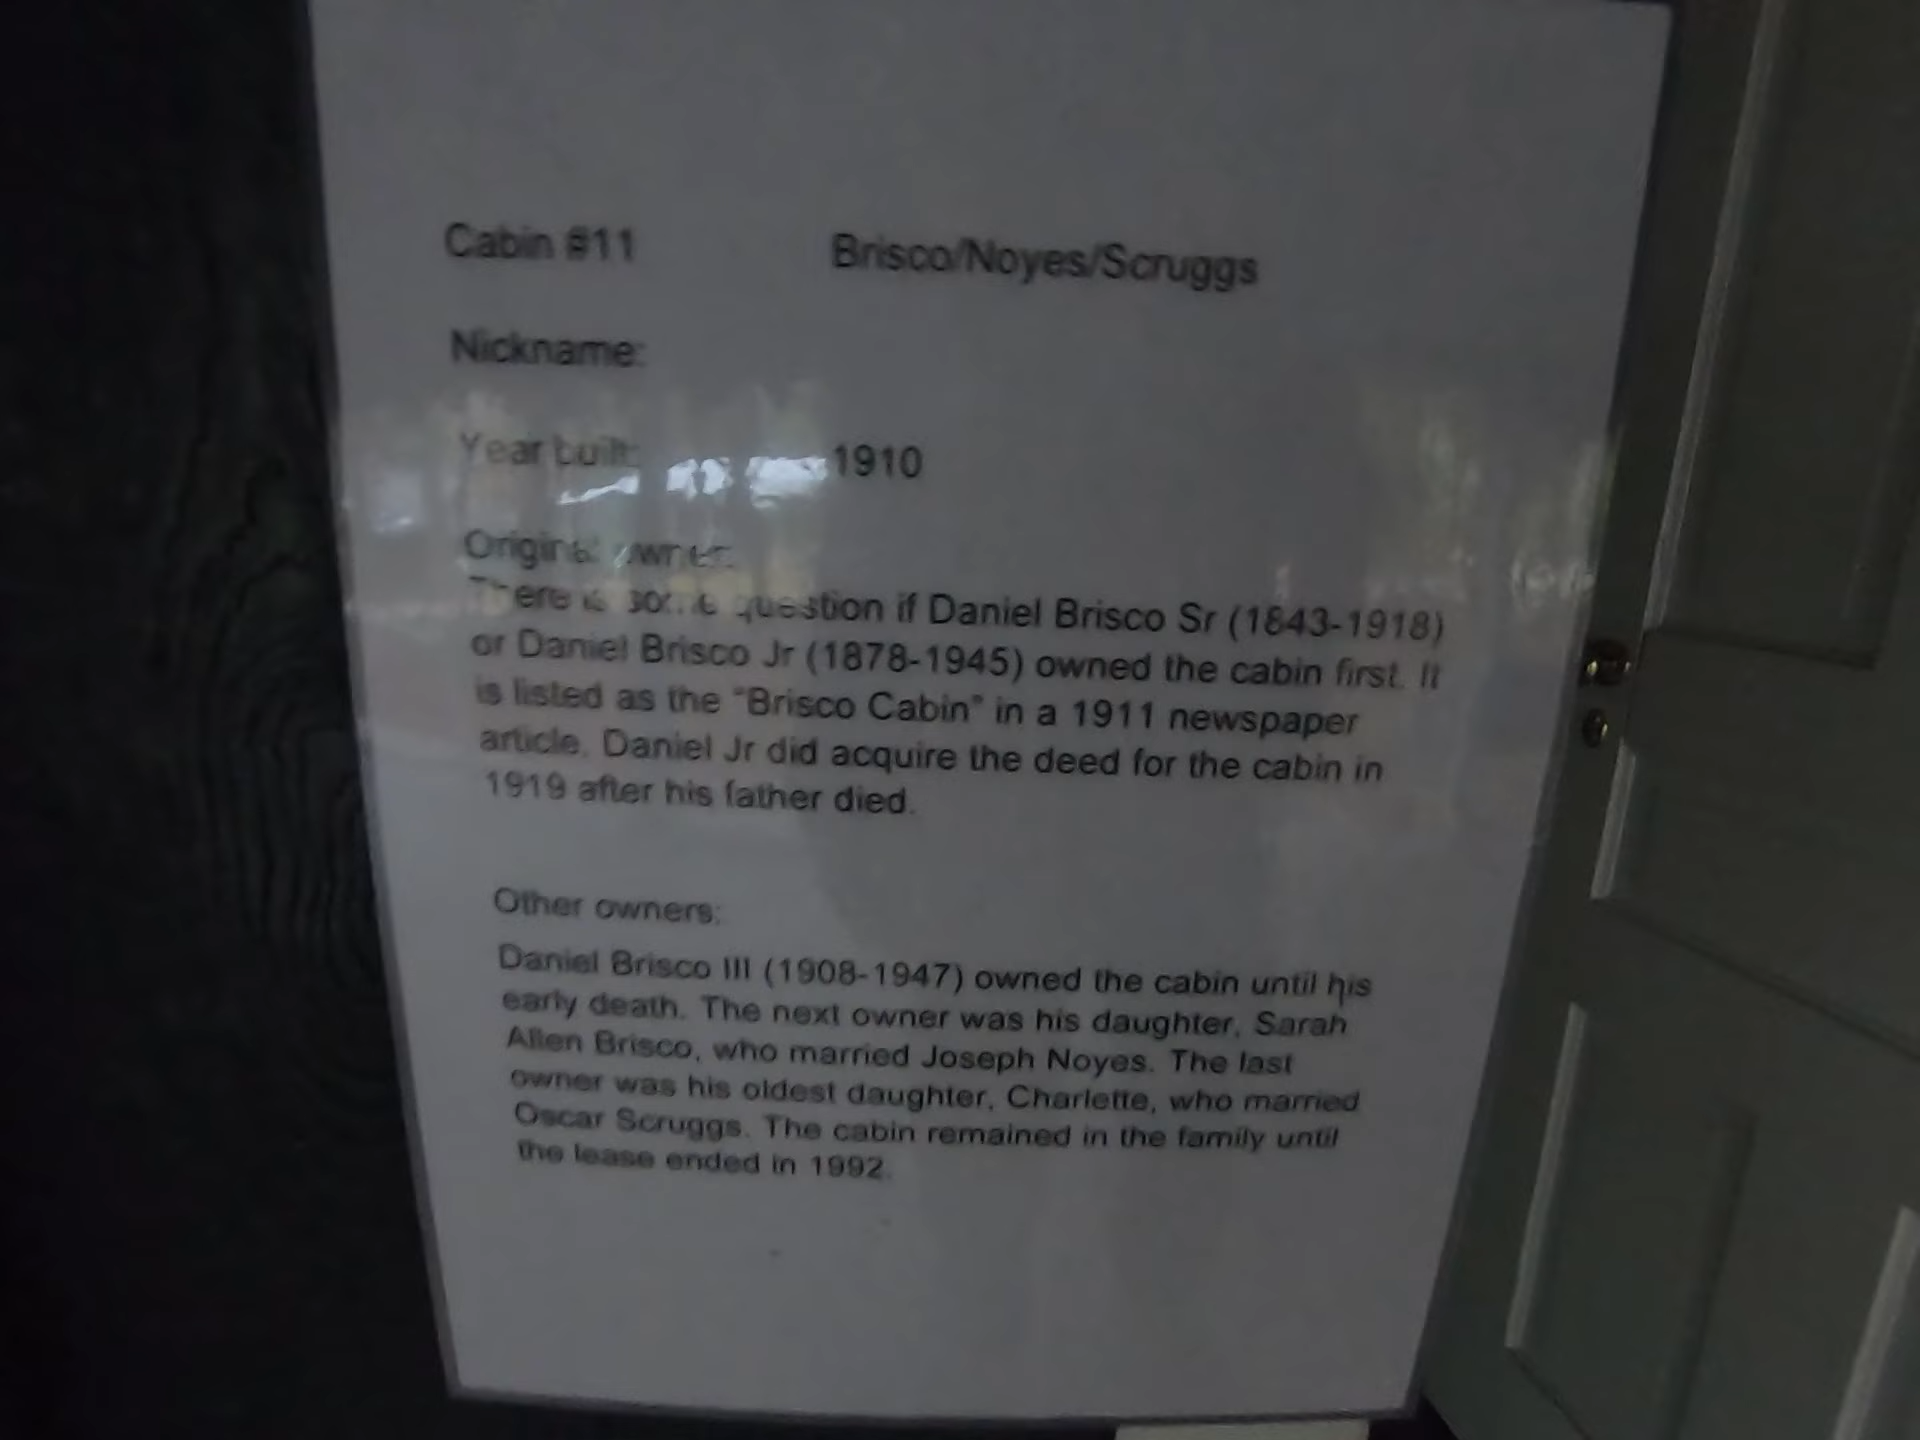 Cabin #11 Brisco/Noyes/Scruggs
Nickname:
Year built: 1910
Original owner:
There is some question if Daniel Brisco Sr (1843-1918)
or Daniel Brisco Jr (1878-1945) owned the cabin first. It
is listed as the "Brisco Cabin" in a 1911 newspaper
article. Daniel Jr did acquire the deed for the cabin in
1919 after his father died.
Other owners:
Daniel Brisco III (1908-1947) owned the cabin until his
early death. The next owner was his daughter, Sarah
Allen Brisco, who married Joseph Noyes. The last
owner was his oldest daughter, Charlette, who married
Oscar Scruggs. The cabin remained in the family until
the lease ended in 1992.